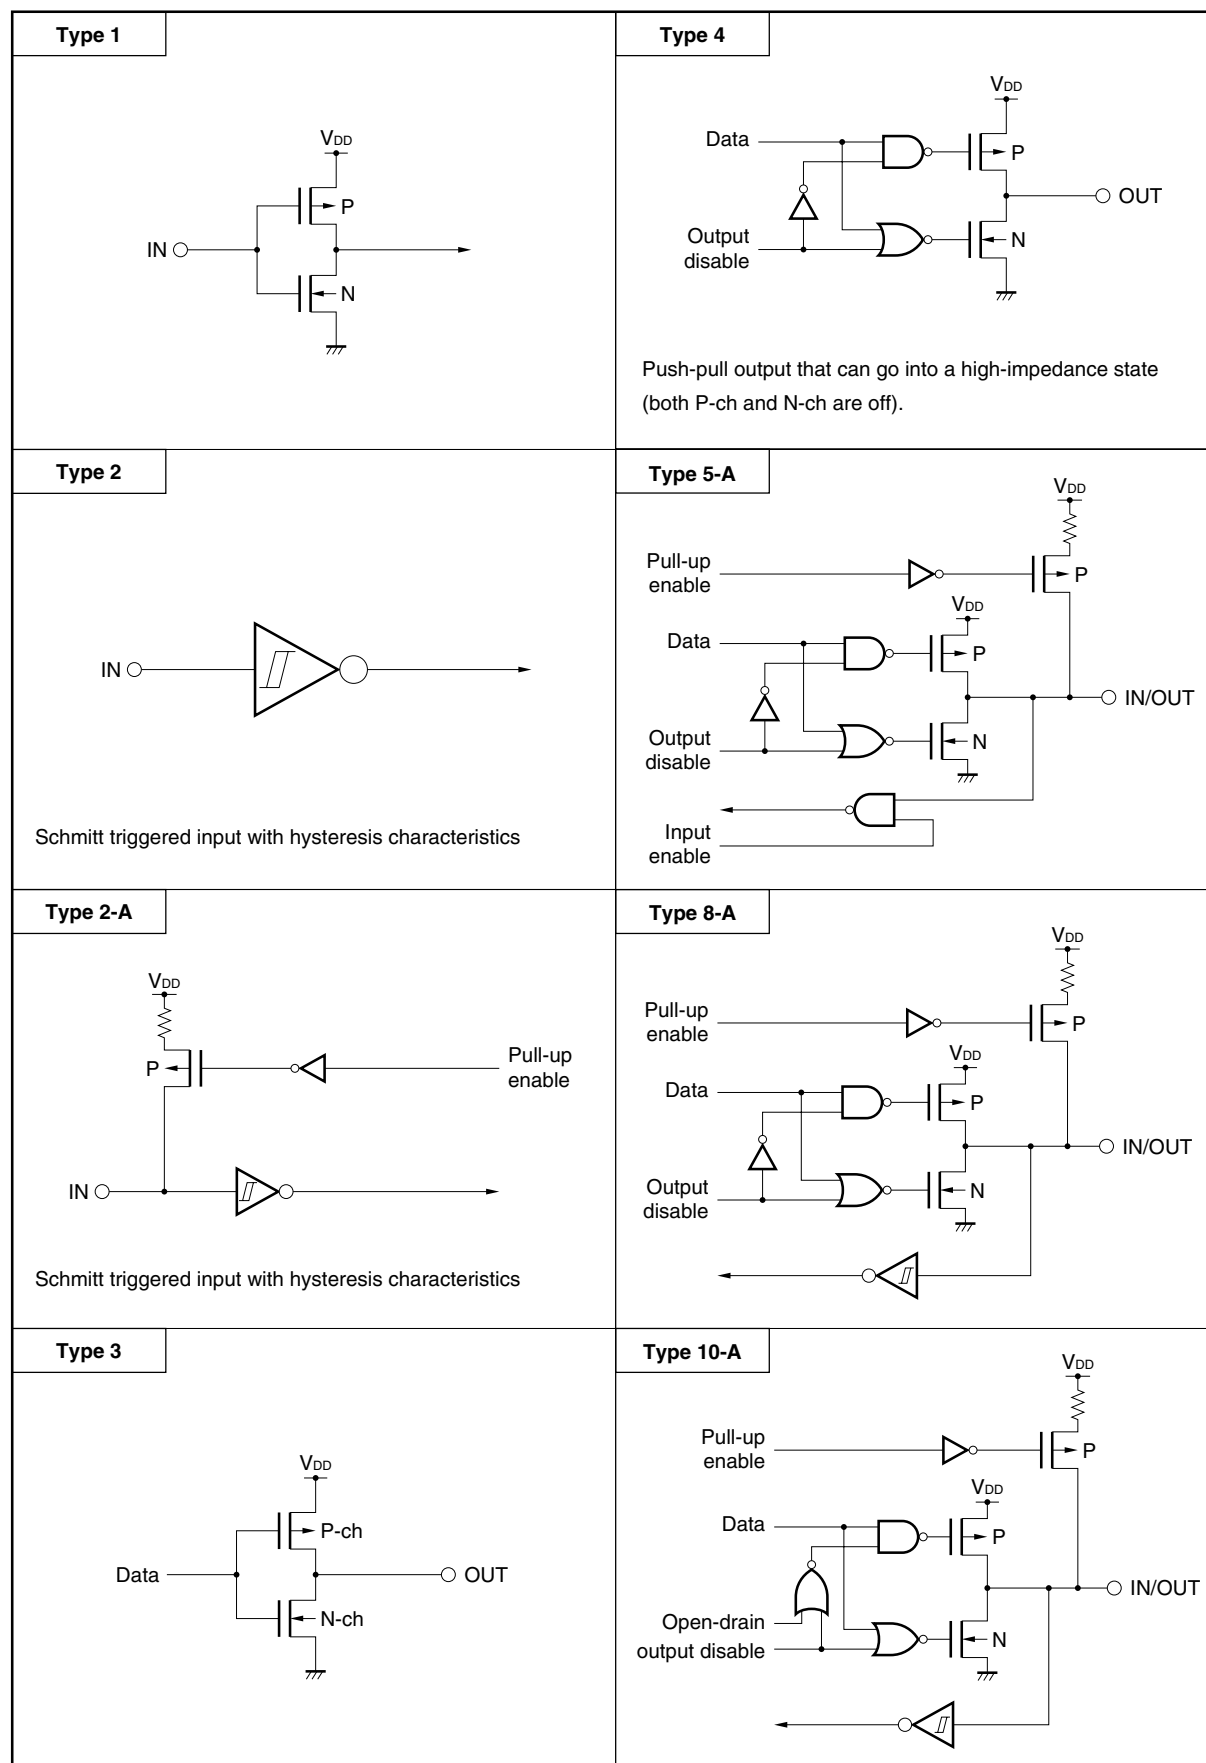 Type 1
VDD
P
IN
N
Type 4
VDD
Data
P
OUT
Output
disable
N
Push-pull output that can go into a high-impedance state
(both P-ch and N-ch are off).
Type 2
IN
Schmitt triggered input with hysteresis characteristics
Type 5-A
VDD
Pull-up
enable
P
VDD
Data
P
IN/OUT
Output
disable
N
Input
enable
Type 2-A
VDD
P
Pull-up
enable
IN
Schmitt triggered input with hysteresis characteristics
Type 8-A
VDD
Pull-up
enable
P
VDD
Data
P
IN/OUT
Output
disable
N
Type 3
VDD
P-ch
Data
OUT
N-ch
Type 10-A
VDD
Pull-up
enable
P
VDD
Data
P
IN/OUT
Open-drain
output disable
N